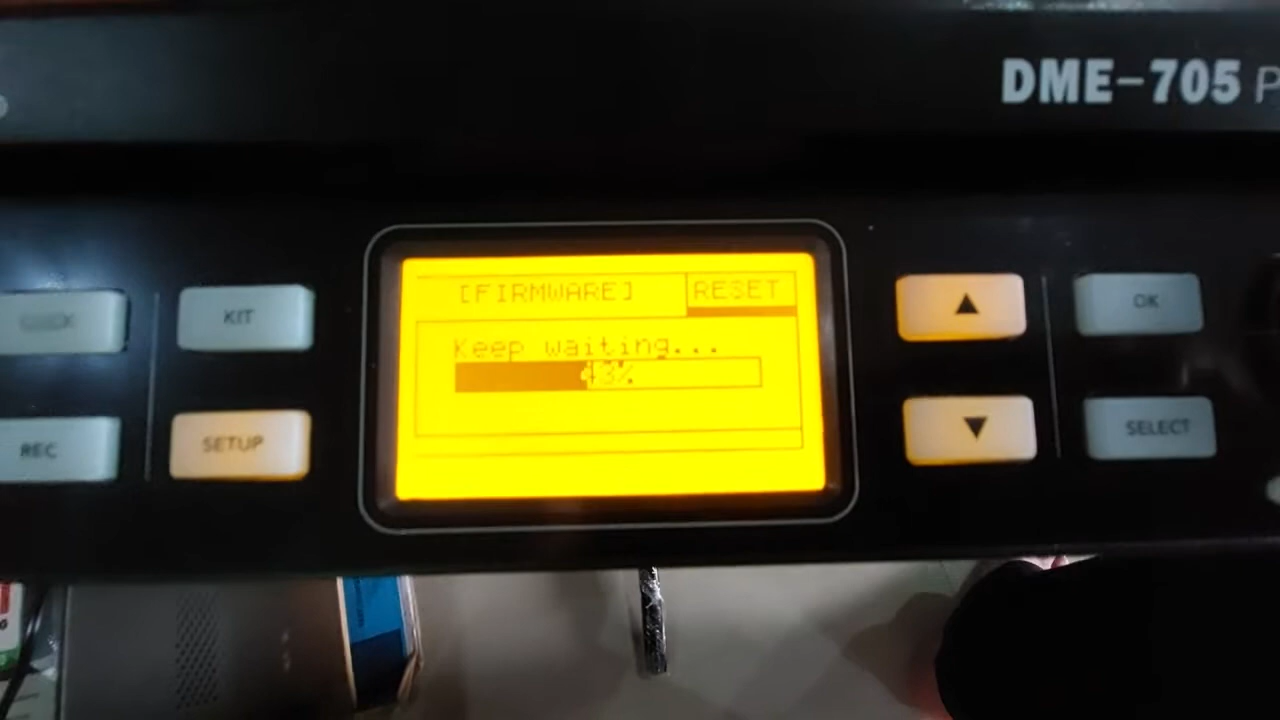 DME-705 P
[FIRMWARE] RESET
Keep waiting...
43%
KIT
OK
REC
SETUP
SELECT